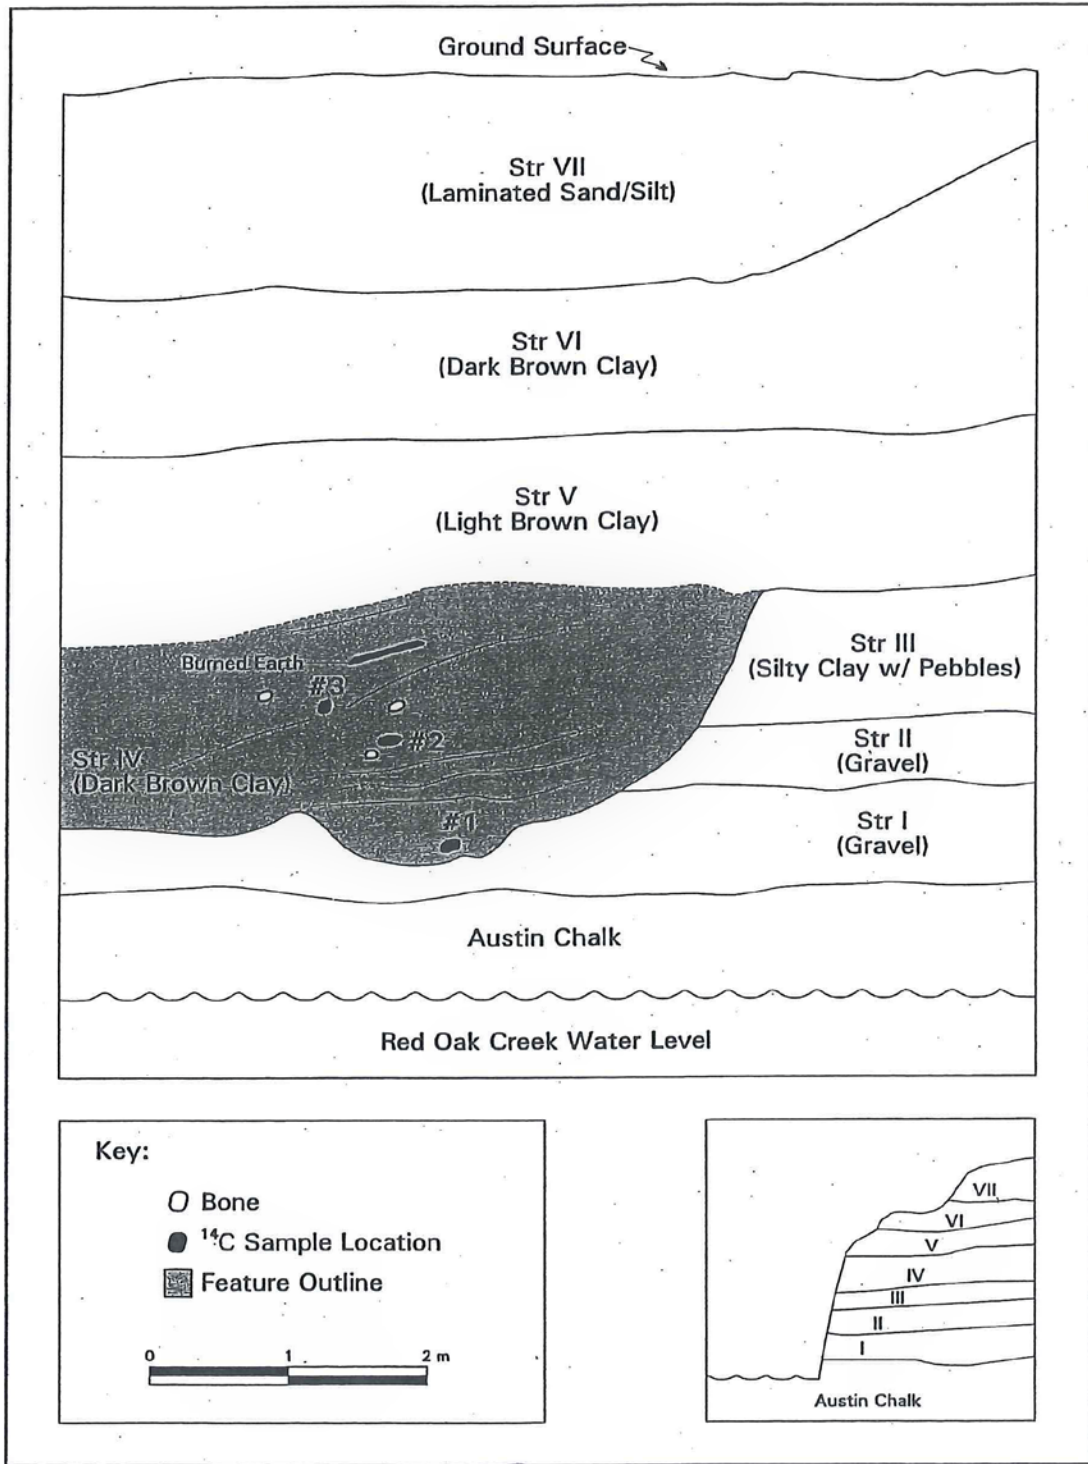 Ground Surface
Str VII
(Laminated Sand/Silt)
Str VI
(Dark Brown Clay)
Str V
(Light Brown Clay)
Burned Earth
#3
#2
Str IV
(Dark Brown Clay)
#1
Str III
(Silty Clay w/ Pebbles)
Str II
(Gravel)
Str I
(Gravel)
Austin Chalk
Red Oak Creek Water Level
Key:
Bone
¹⁴C Sample Location
Feature Outline
0 1 2 m
VII
VI
V
IV
III
II
I
Austin Chalk